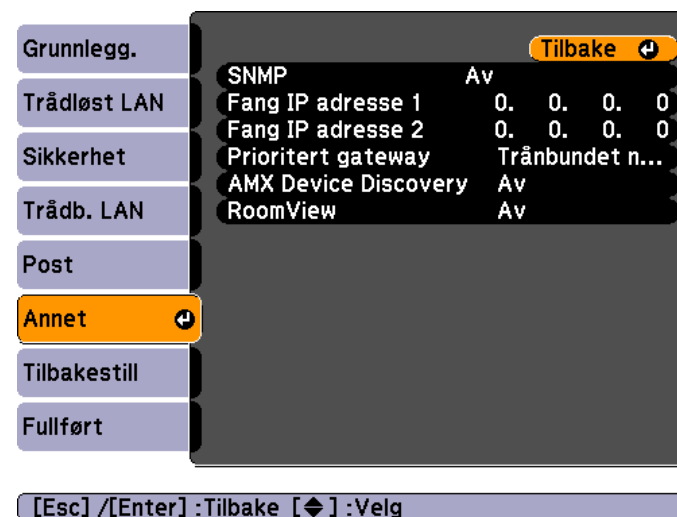 Grunnlegg.
Trådløst LAN
Sikkerhet
Trådb. LAN
Post
Annet
Tilbakestill
Fullført
Tilbake
SNMP Av
Fang IP adresse 1 0. 0. 0. 0
Fang IP adresse 2 0. 0. 0. 0
Prioritert gateway Trånbundet n...
AMX Device Discovery Av
RoomView Av
[Esc] /[Enter] :Tilbake [◆] :Velg